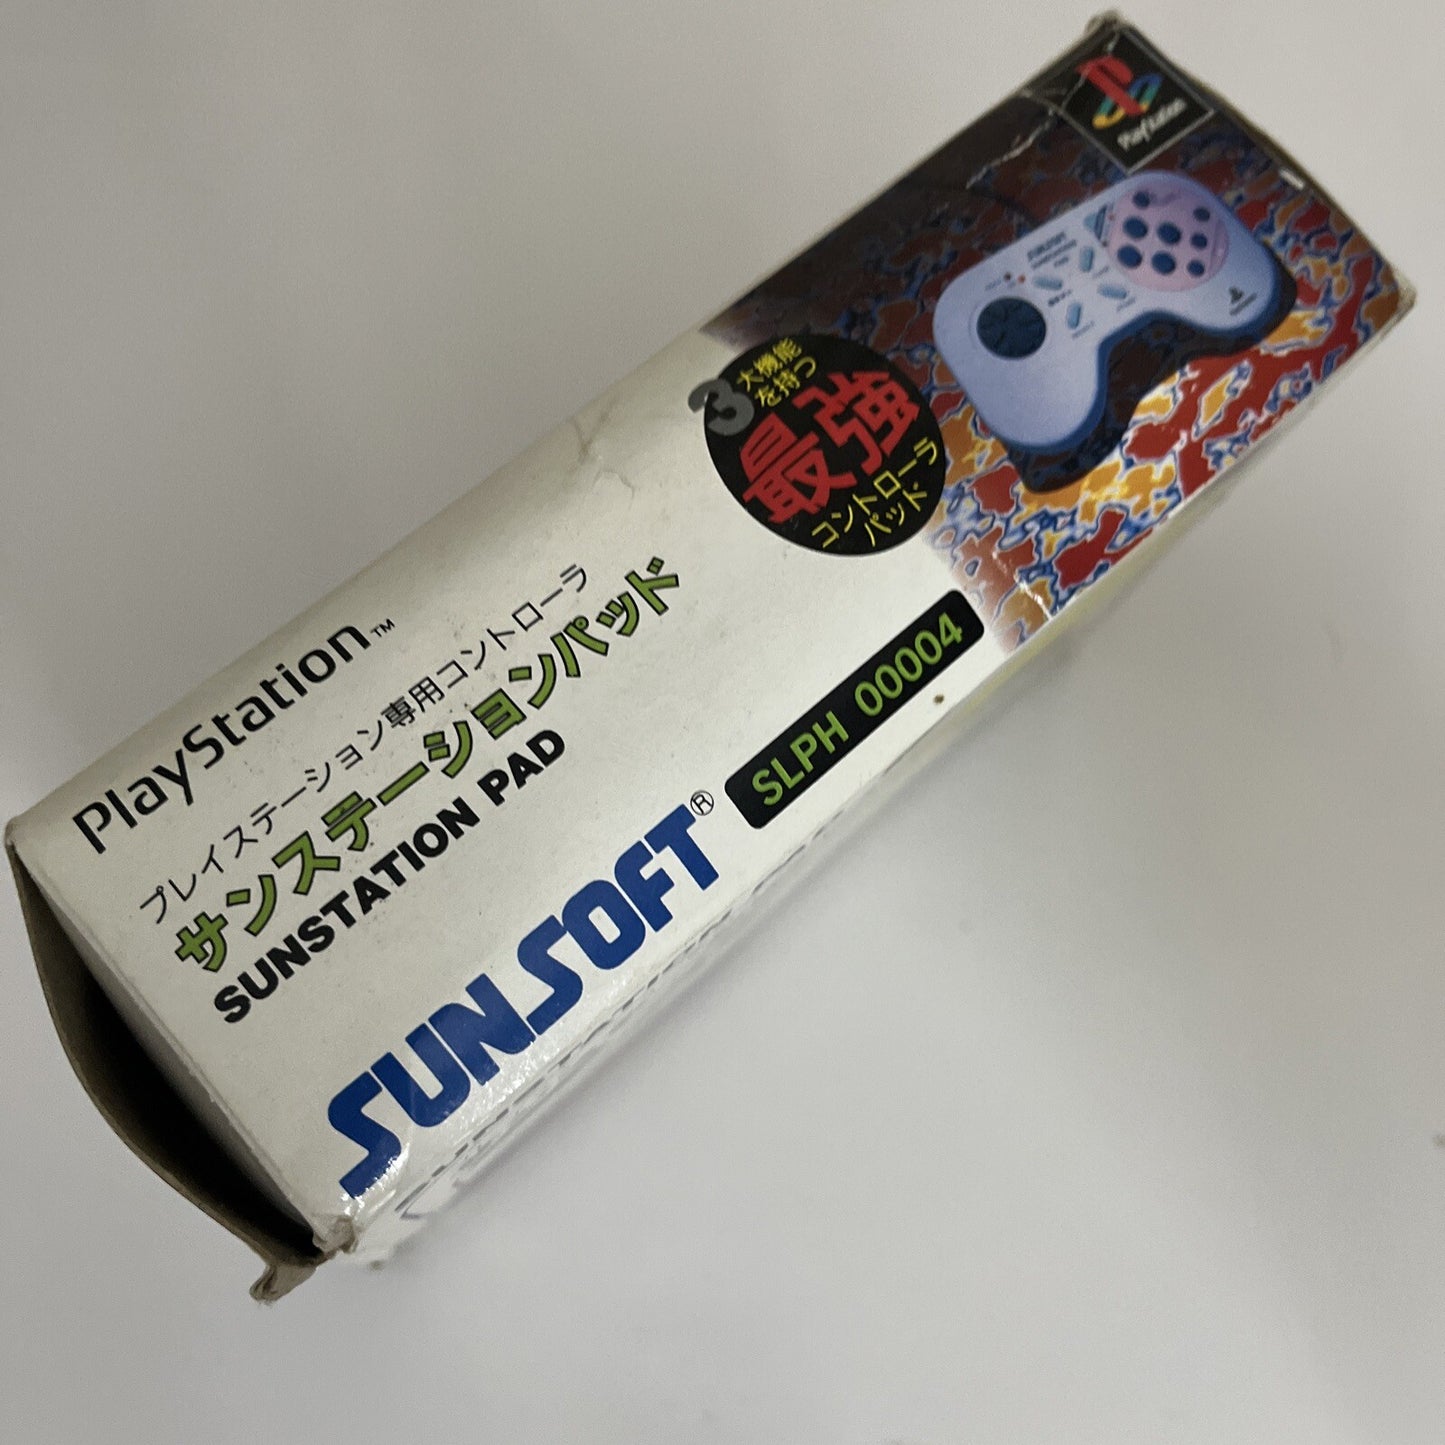 PlayStation™
プレイステーション専用コントローラ
サンステーションパッド
SUNSTATION PAD
SUNSOFT®
SLPH 00004
3大機能
を持つ
最強
コントローラ
パッド
PlayStation